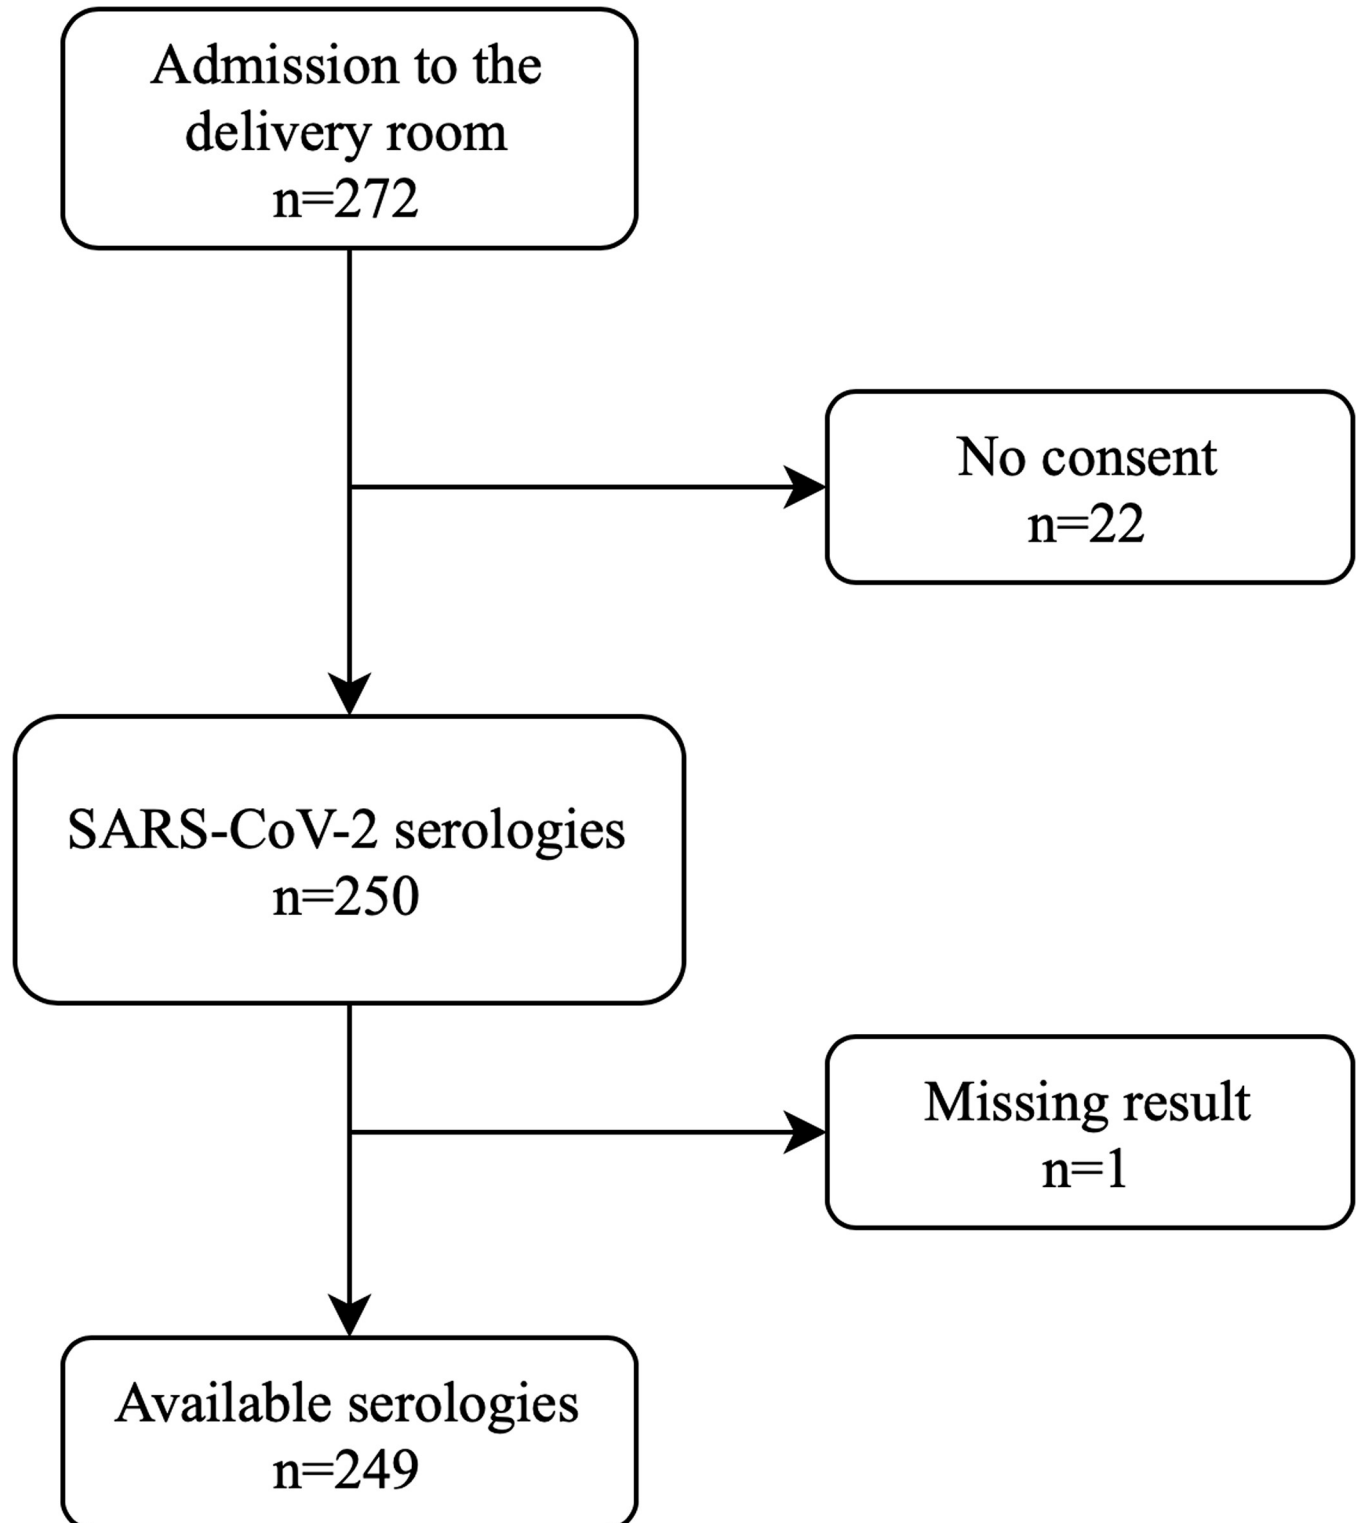 Admission to the
delivery room
n=272
No consent
n=22
SARS-CoV-2 serologies
n=250
Missing result
n=1
Available serologies
n=249